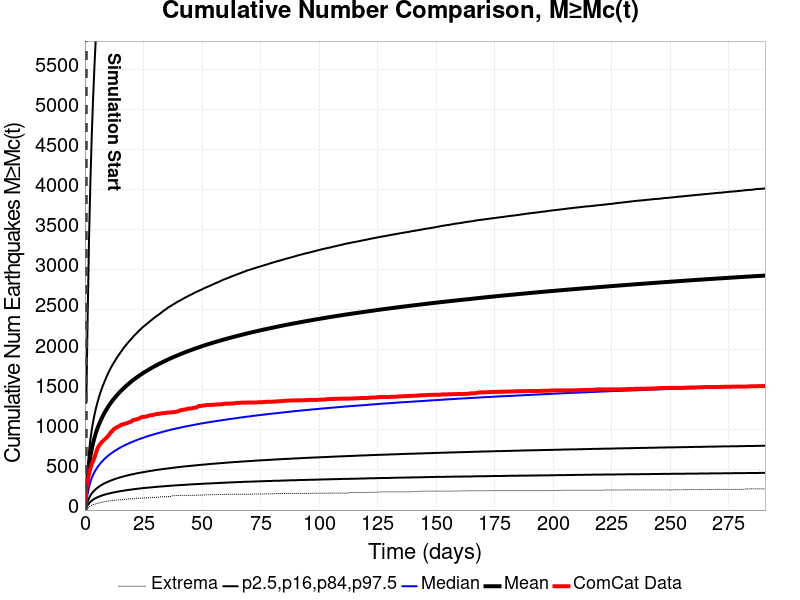 Cumulative Number Comparison, M≥Mc(t)
Cumulative Num Earthquakes M≥Mc(t)
5500
5000
4500
4000
3500
3000
2500
2000
1500
1000
500
0
Simulation Start
0 25 50 75 100 125 150 175 200 225 250 275
Time (days)
Extrema p2.5,p16,p84,p97.5 Median Mean ComCat Data